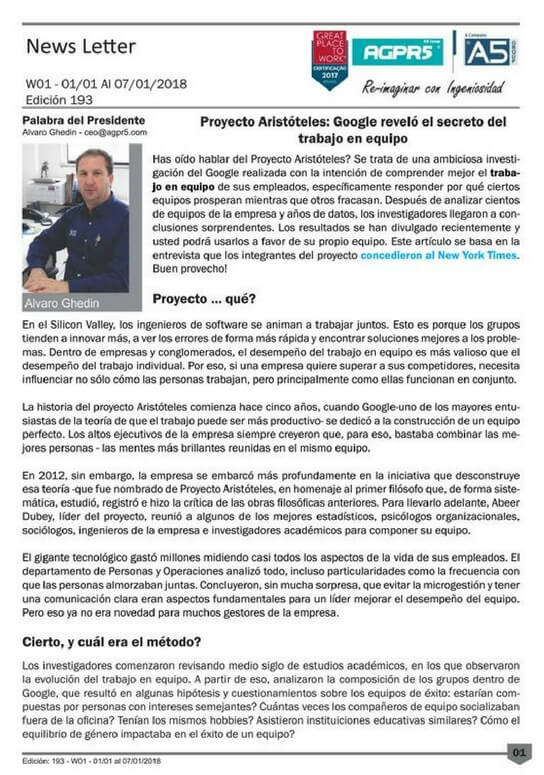 News Letter
W01 - 01/01 Al 07/01/2018
Edición 193
GREAT
PLACE
TO
WORK
CERTIFICAÇÃO
2017
AGPR5
A5
Re-imaginar con Ingeniosidad
Palabra del Presidente
Alvaro Ghedin - ceo@agpr5.com
Alvaro Ghedin
Proyecto Aristóteles: Google reveló el secreto del
trabajo en equipo
Has oído hablar del Proyecto Aristóteles? Se trata de una ambiciosa investi-
gación del Google realizada con la intención de comprender mejor el traba-
jo en equipo de sus empleados, específicamente responder por qué ciertos
equipos prosperan mientras que otros fracasan. Después de analizar cientos
de equipos de la empresa y años de datos, los investigadores llegaron a con-
clusiones sorprendentes. Los resultados se han divulgado recientemente y
usted podrá usarlos a favor de su propio equipo. Este artículo se basa en la
entrevista que los integrantes del proyecto concedieron al New York Times.
Buen provecho!
Proyecto ... qué?
En el Silicon Valley, los ingenieros de software se animan a trabajar juntos. Esto es porque los grupos
tienden a innovar más, a ver los errores de forma más rápida y encontrar soluciones mejores a los proble-
mas. Dentro de empresas y conglomerados, el desempeño del trabajo en equipo es más valioso que el
desempeño del trabajo individual. Por eso, si una empresa quiere superar a sus competidores, necesita
influenciar no sólo cómo las personas trabajan, pero principalmente como ellas funcionan en conjunto.
La historia del proyecto Aristóteles comienza hace cinco años, cuando Google-uno de los mayores entu-
siastas de la teoría de que el trabajo puede ser más productivo- se dedicó a la construcción de un equipo
perfecto. Los altos ejecutivos de la empresa siempre creyeron que, para eso, bastaba combinar las me-
jores personas - las mentes más brillantes reunidas en el mismo equipo.
En 2012, sin embargo, la empresa se embarcó más profundamente en la iniciativa que desconstruye
esa teoría -que fue nombrado de Proyecto Aristóteles, en homenaje al primer filósofo que, de forma siste-
mática, estudió, registró e hizo la crítica de las obras filosóficas anteriores. Para llevarlo adelante, Abeer
Dubey, líder del proyecto, reunió a algunos de los mejores estadísticos, psicólogos organizacionales,
sociólogos, ingenieros de la empresa e investigadores académicos para componer su equipo.
El gigante tecnológico gastó millones midiendo casi todos los aspectos de la vida de sus empleados. El
departamento de Personas y Operaciones analizó todo, incluso particularidades como la frecuencia con
que las personas almorzaban juntas. Concluyeron, sin mucha sorpresa, que evitar la microgestión y tener
una comunicación clara eran aspectos fundamentales para un líder mejorar el desempeño del equipo.
Pero eso ya no era novedad para muchos gestores de la empresa.
Cierto, y cuál era el método?
Los investigadores comenzaron revisando medio siglo de estudios académicos, en los que observaron
la evolución del trabajo en equipo. A partir de eso, analizaron la composición de los grupos dentro de
Google, que resultó en algunas hipótesis y cuestionamientos sobre los equipos de éxito: estarían com-
puestas por personas con intereses semejantes? Cuántas veces los compañeros de equipo socializaban
fuera de la oficina? Tenían los mismos hobbies? Asistieron instituiciones educativas similares? Cómo el
equilibrio de género impactaba en el éxito de un equipo?
Edición: 193 - W01 - 01/01 al 07/01/2018
01